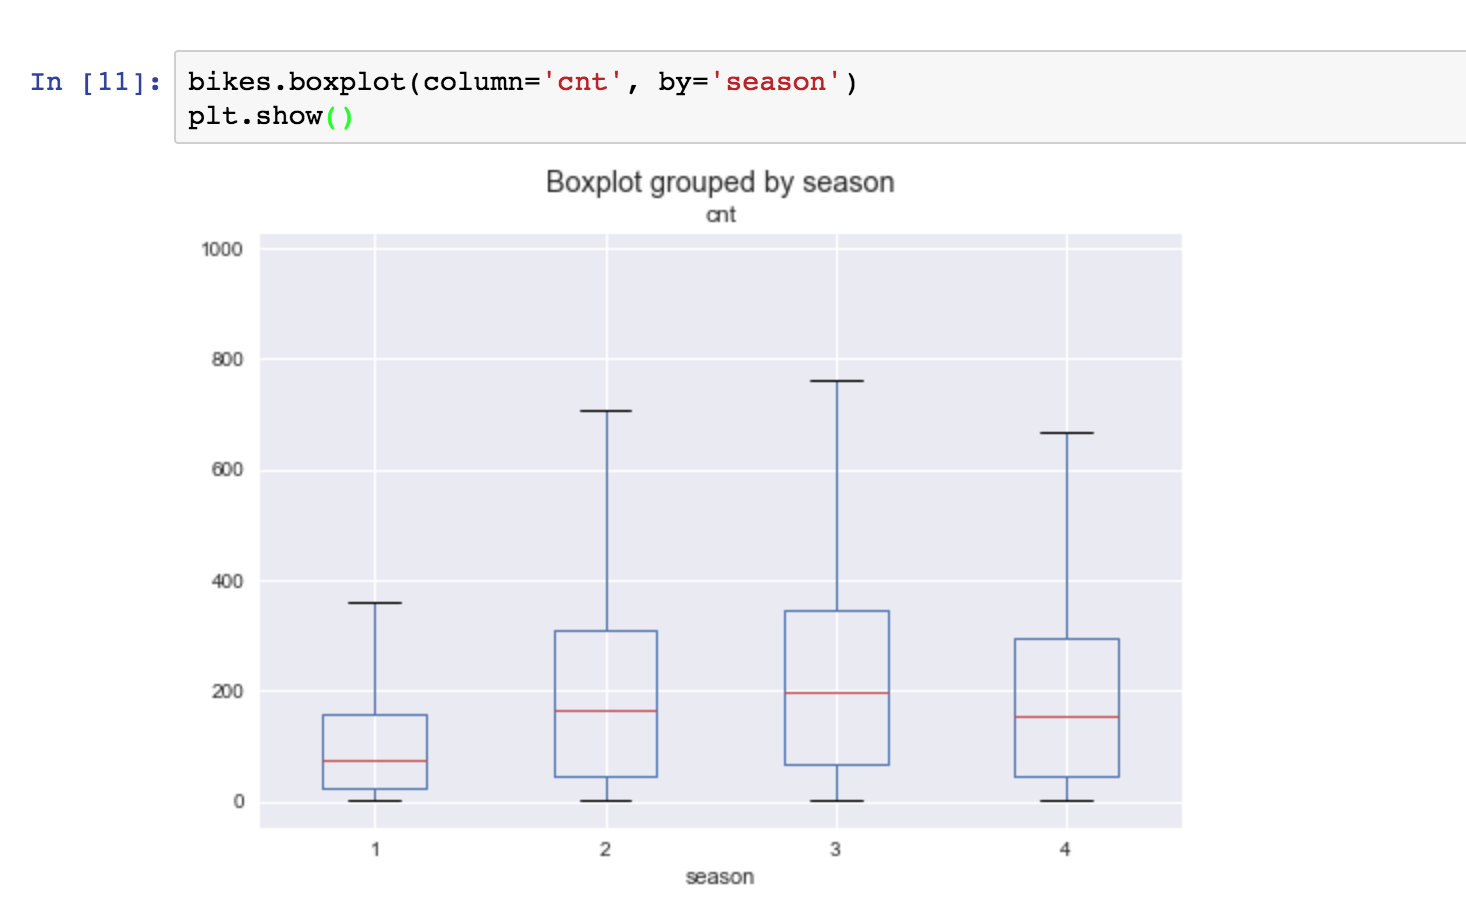 In [11]: bikes.boxplot(column='cnt', by='season')
plt.show()
Boxplot grouped by season
cnt
1000
800
600
400
200
0
1 2 3 4
season